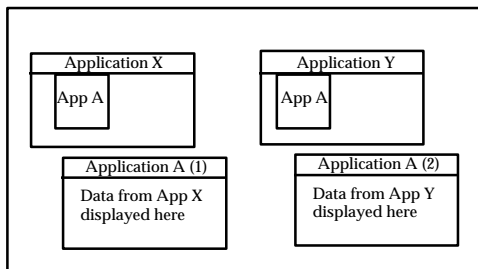 Application X
App A
Application A (1)
Data from App X
displayed here
Application Y
App A
Application A (2)
Data from App Y
displayed here